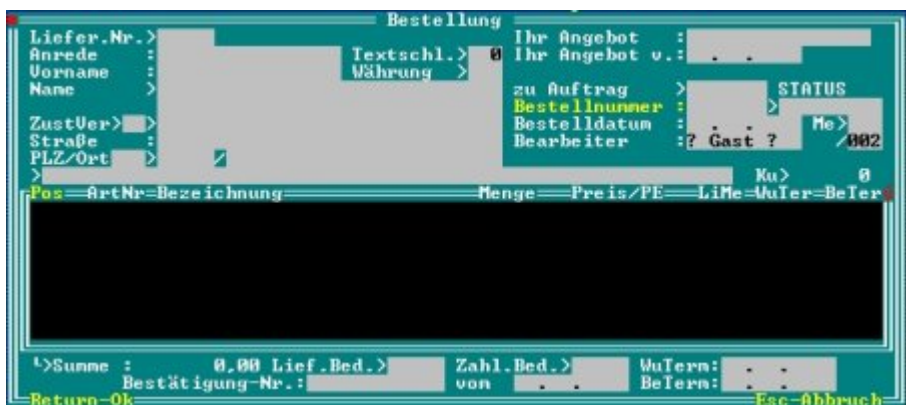 Bestellung
Liefer.Nr.> Ihr Angebot :
Anrede : Textschl.> 0 Ihr Angebot v.: . .
Vorname : Währung >
Name > zu Auftrag > STATUS
Bestellnummer : >
ZustVer> > Bestelldatum : . . Me>
Straße : Bearbeiter :? Gast ? /002
PLZ/Ort > /
> Ku> 0
Pos ArtNr Bezeichnung Menge Preis/PE LiMe WuTer BeTer
>Summe : 0,00 Lief.Bed.> Zahl.Bed.> WuTerm: . .
Bestätigung-Nr.: vom . . BeTerm: . .
Return-Ok Esc-Abbruch